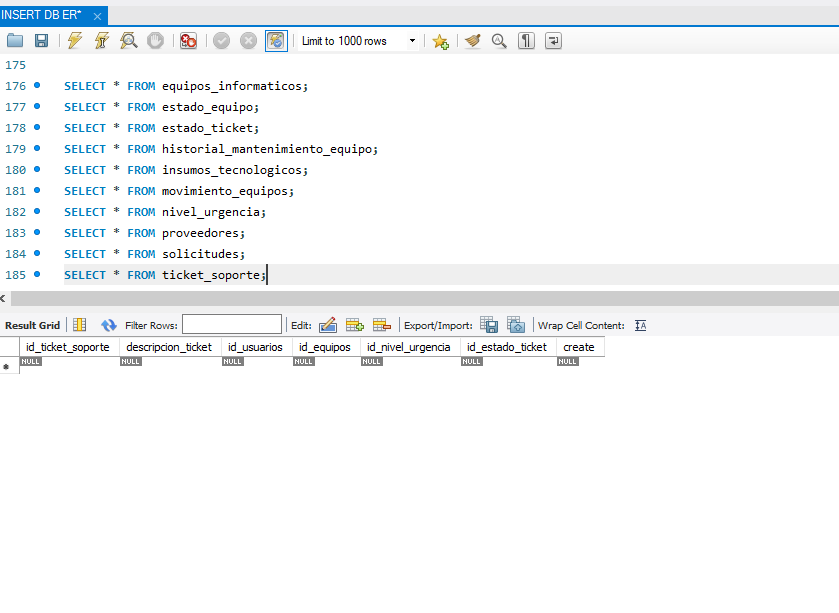 INSERT DB ER*
Limit to 1000 rows
175
176 SELECT * FROM equipos_informaticos;
177 SELECT * FROM estado_equipo;
178 SELECT * FROM estado_ticket;
179 SELECT * FROM historial_mantenimiento_equipo;
180 SELECT * FROM insumos_tecnologicos;
181 SELECT * FROM movimiento_equipos;
182 SELECT * FROM nivel_urgencia;
183 SELECT * FROM proveedores;
184 SELECT * FROM solicitudes;
185 SELECT * FROM ticket_soporte;
Result Grid Filter Rows: Edit: Export/Import: Wrap Cell Content:
id_ticket_soporte descripcion_ticket id_usuarios id_equipos id_nivel_urgencia id_estado_ticket create
NULL NULL NULL NULL NULL NULL NULL